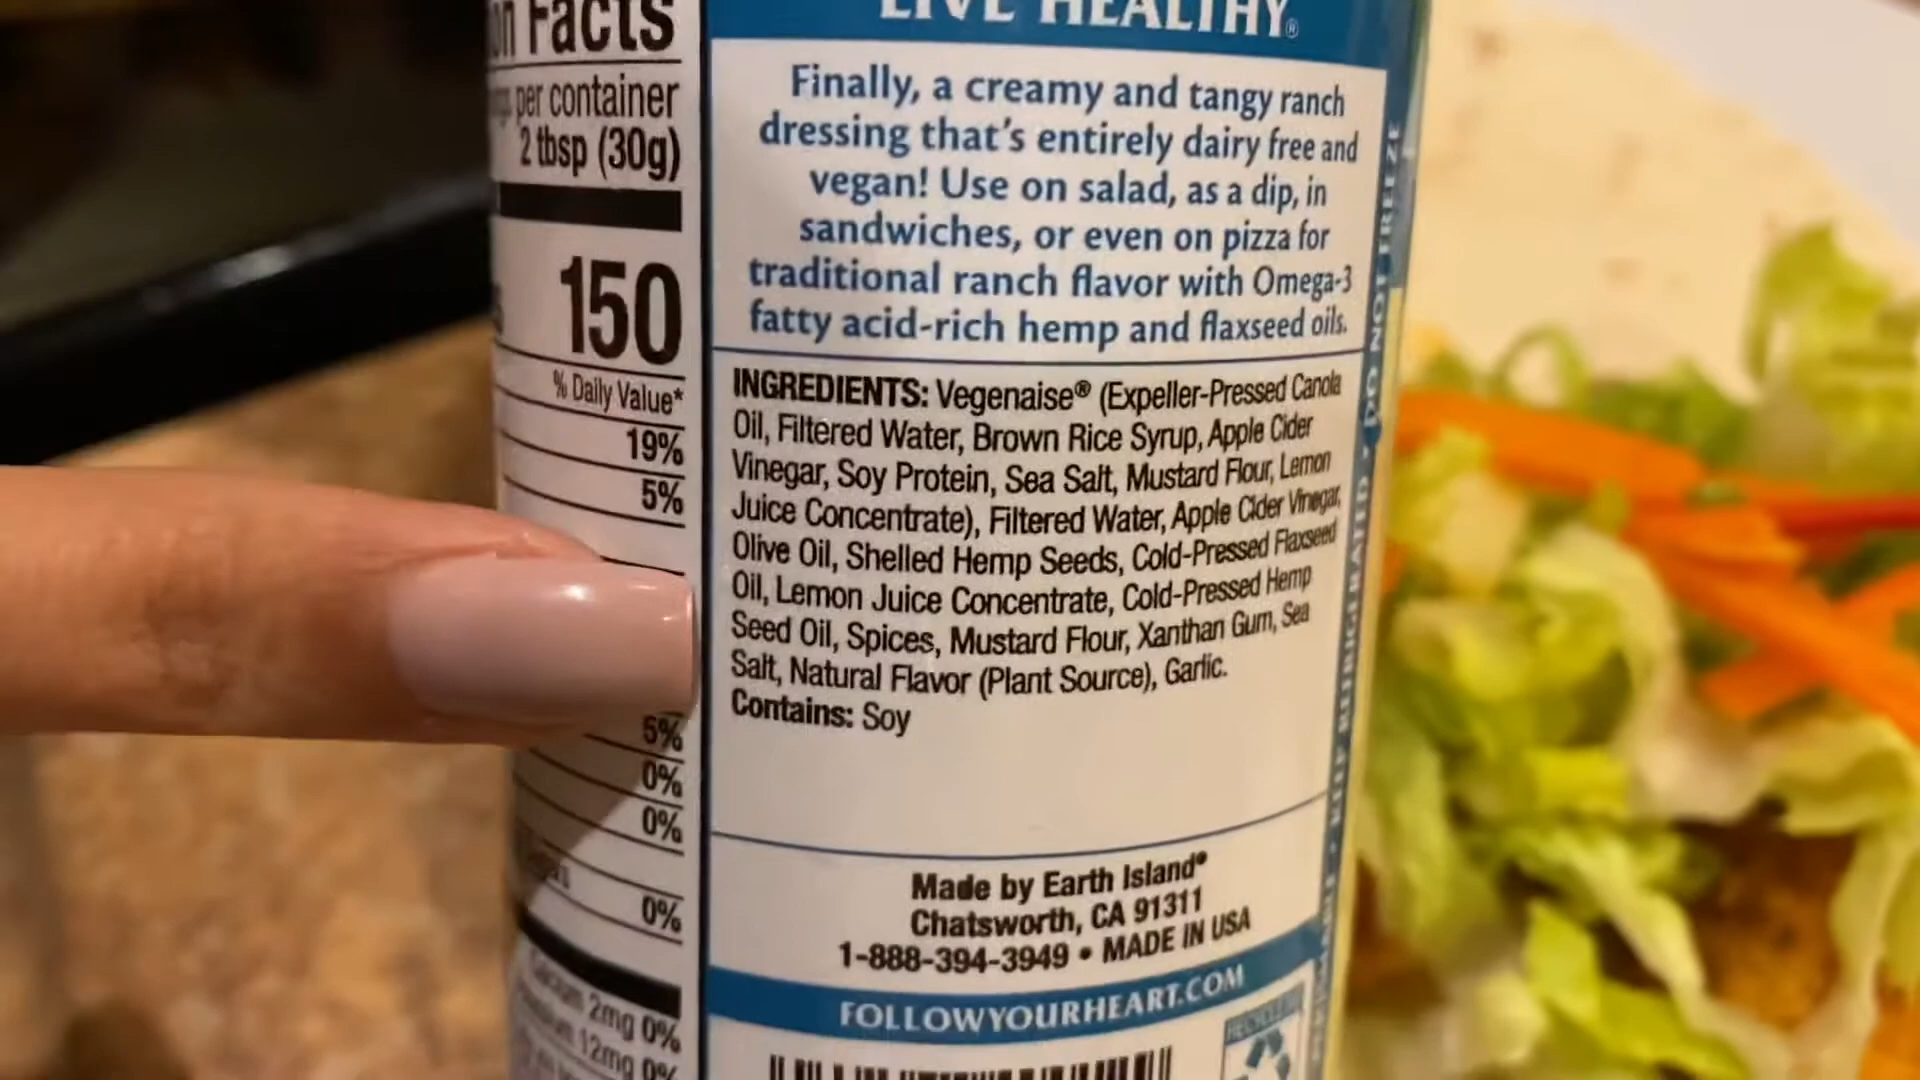 Facts
per container
2 tbsp (30g)
150
% Daily Value*
19%
5%
5%
0%
0%
0%
Calcium 2mg 0%
12mg 0%
LIVE HEALTHY®
Finally, a creamy and tangy ranch
dressing that's entirely dairy free and
vegan! Use on salad, as a dip, in
sandwiches, or even on pizza for
traditional ranch flavor with Omega-3
fatty acid-rich hemp and flaxseed oils.
INGREDIENTS: Vegenaise® (Expeller-Pressed Canola
Oil, Filtered Water, Brown Rice Syrup, Apple Cider
Vinegar, Soy Protein, Sea Salt, Mustard Flour, Lemon
Juice Concentrate), Filtered Water, Apple Cider Vinegar,
Olive Oil, Shelled Hemp Seeds, Cold-Pressed Flaxseed
Oil, Lemon Juice Concentrate, Cold-Pressed Hemp
Seed Oil, Spices, Mustard Flour, Xanthan Gum, Sea
Salt, Natural Flavor (Plant Source), Garlic.
Contains: Soy
Made by Earth Island®
Chatsworth, CA 91311
1-888-394-3949 • MADE IN USA
FOLLOWYOURHEART.COM
KEEP REFRIGERATED • DO NOT FREEZE